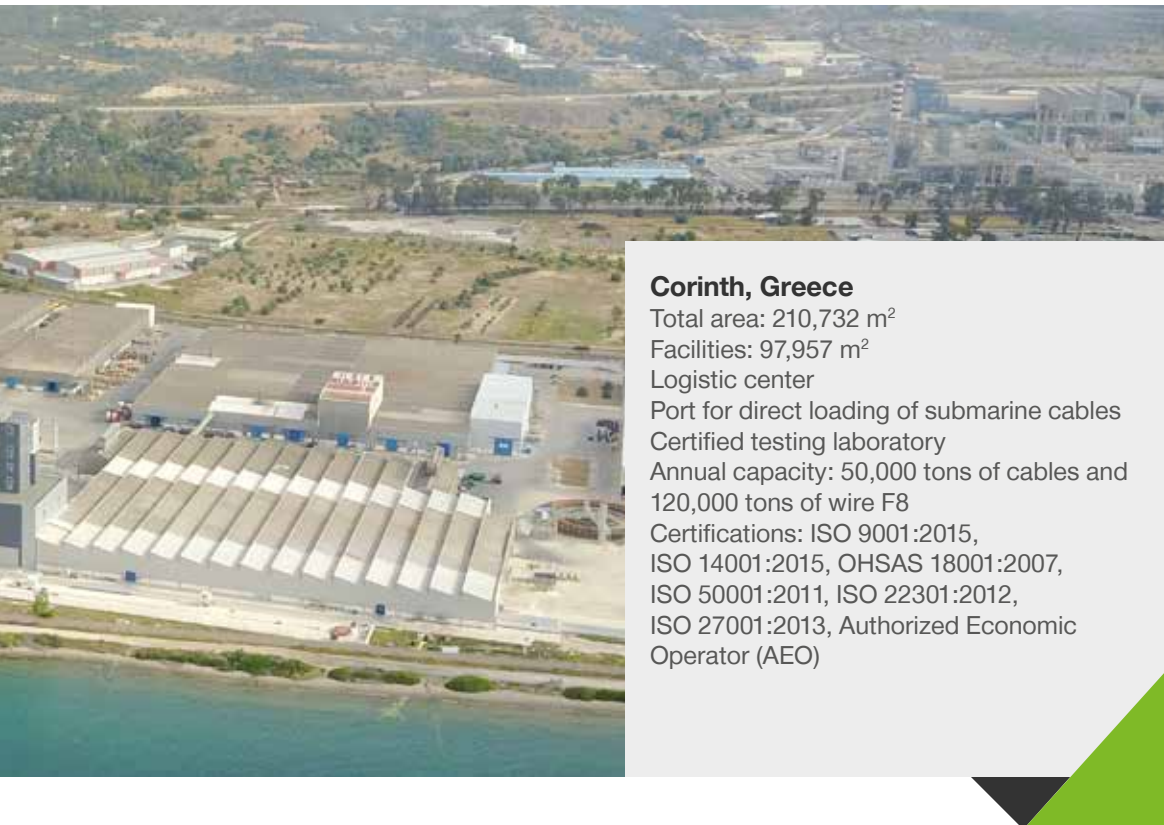 Corinth, Greece
Total area: 210,732 m²
Facilities: 97,957 m²
Logistic center
Port for direct loading of submarine cables
Certified testing laboratory
Annual capacity: 50,000 tons of cables and
120,000 tons of wire F8
Certifications: ISO 9001:2015,
ISO 14001:2015, OHSAS 18001:2007,
ISO 50001:2011, ISO 22301:2012,
ISO 27001:2013, Authorized Economic
Operator (AEO)